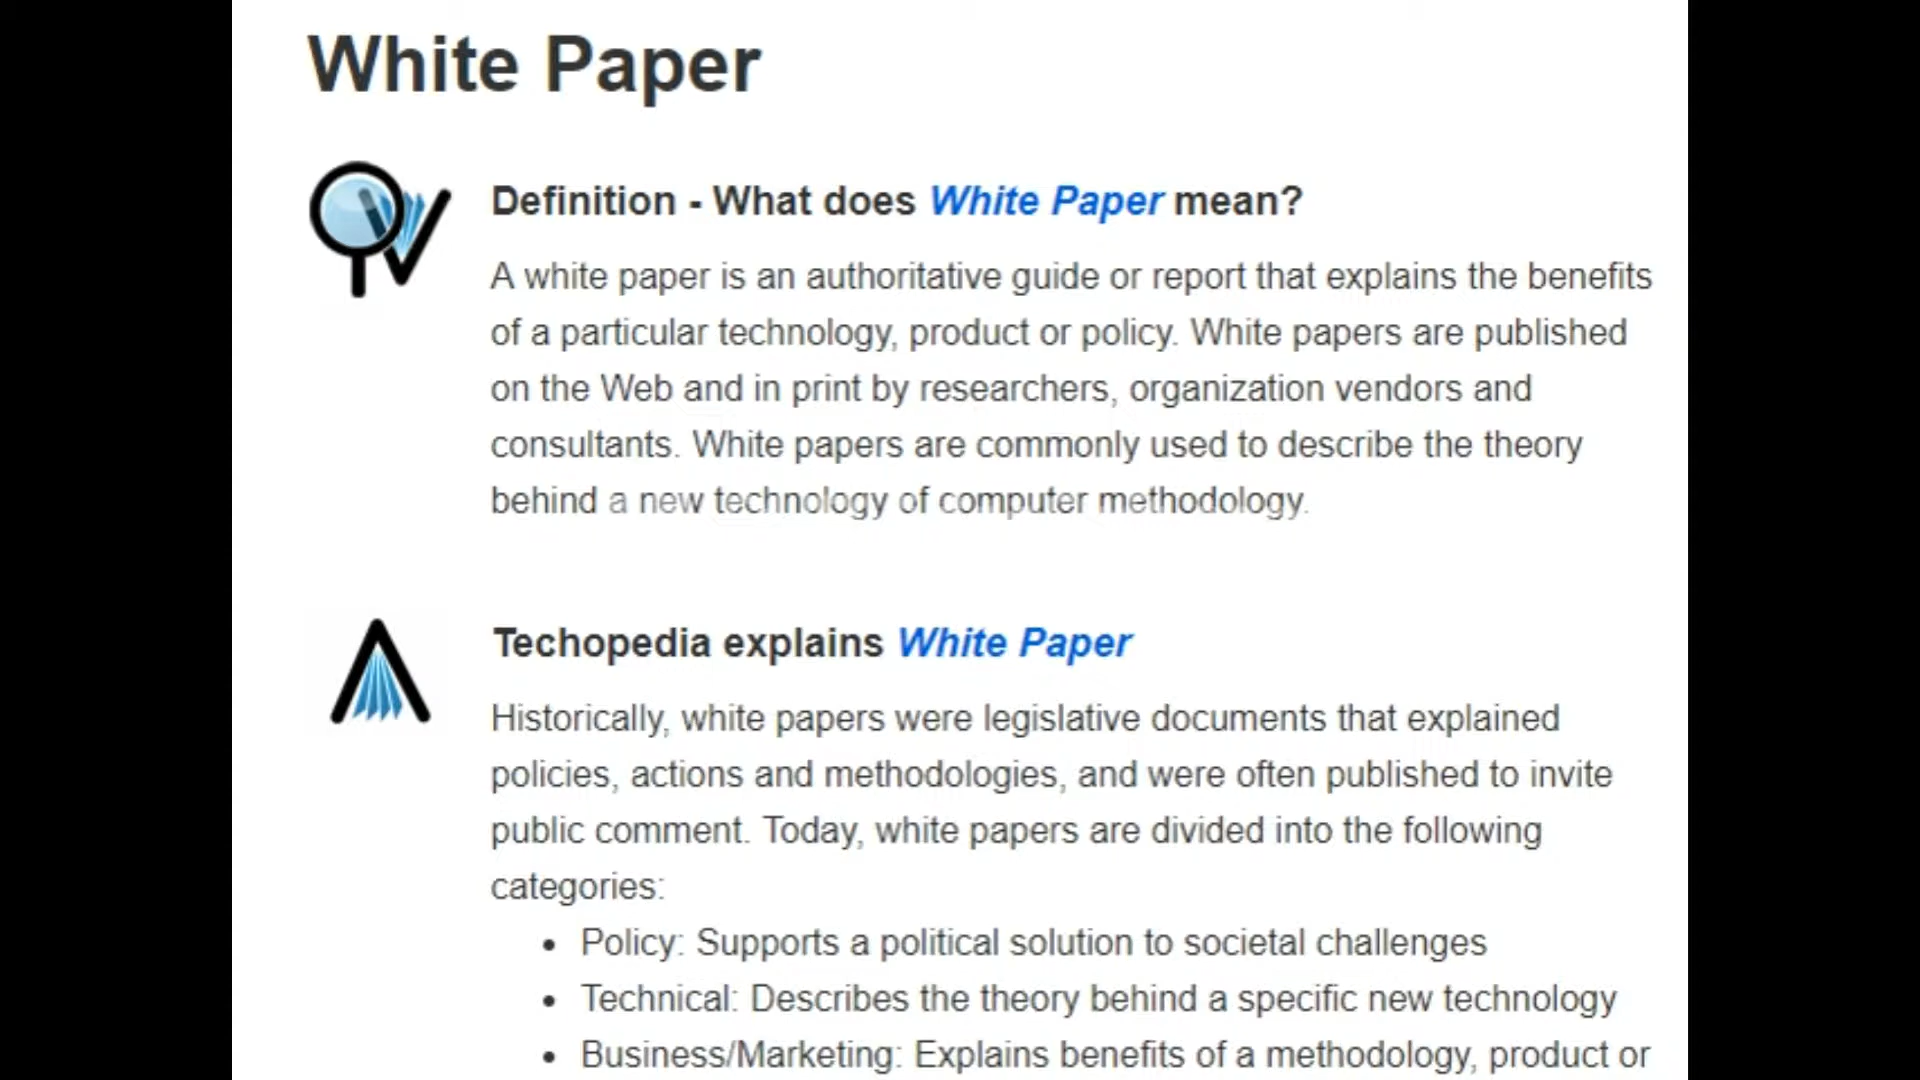 White Paper
Definition - What does White Paper mean?
A white paper is an authoritative guide or report that explains the benefits
of a particular technology, product or policy. White papers are published
on the Web and in print by researchers, organization vendors and
consultants. White papers are commonly used to describe the theory
behind a new technology of computer methodology.
Techopedia explains White Paper
Historically, white papers were legislative documents that explained
policies, actions and methodologies, and were often published to invite
public comment. Today, white papers are divided into the following
categories:
• Policy: Supports a political solution to societal challenges
• Technical: Describes the theory behind a specific new technology
• Business/Marketing: Explains benefits of a methodology, product or